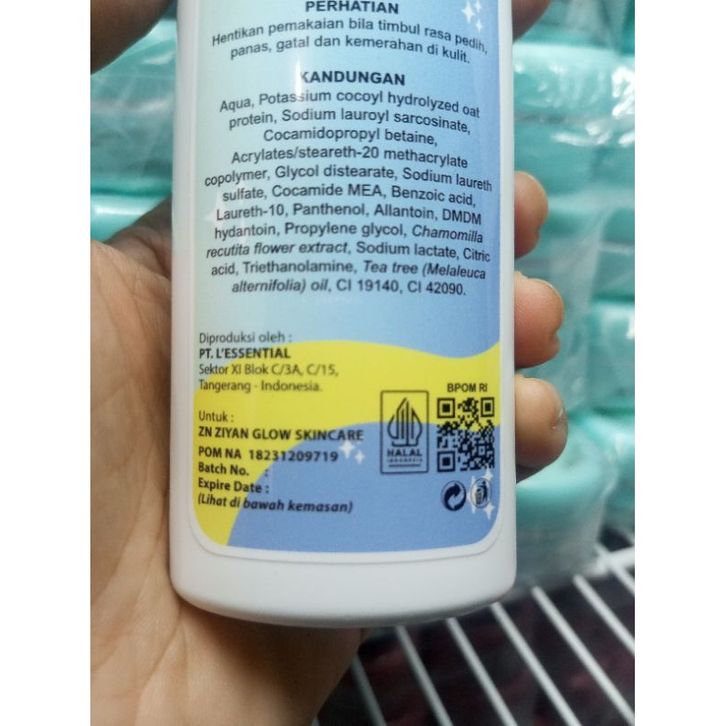 PERHATIAN
Hentikan pemakaian bila timbul rasa pedih,
panas, gatal dan kemerahan di kulit.
KANDUNGAN
Aqua, Potassium cocoyl hydrolyzed oat
protein, Sodium lauroyl sarcosinate,
Cocamidopropyl betaine,
Acrylates/steareth-20 methacrylate
copolymer, Glycol distearate, Sodium laureth
sulfate, Cocamide MEA, Benzoic acid,
Laureth-10, Panthenol, Allantoin, DMDM
hydantoin, Propylene glycol, Chamomilla
recutita flower extract, Sodium lactate, Citric
acid, Triethanolamine, Tea tree (Melaleuca
alternifolia) oil, CI 19140, CI 42090.
Diproduksi oleh :
PT. L'ESSENTIAL
Sektor XI Blok C/3A, C/15,
Tangerang - Indonesia.
Untuk :
ZN ZIYAN GLOW SKINCARE
POM NA 18231209719
Batch No. :
Expire Date :
(Lihat di bawah kemasan)
BPOM RI
HALAL
INDONESIA